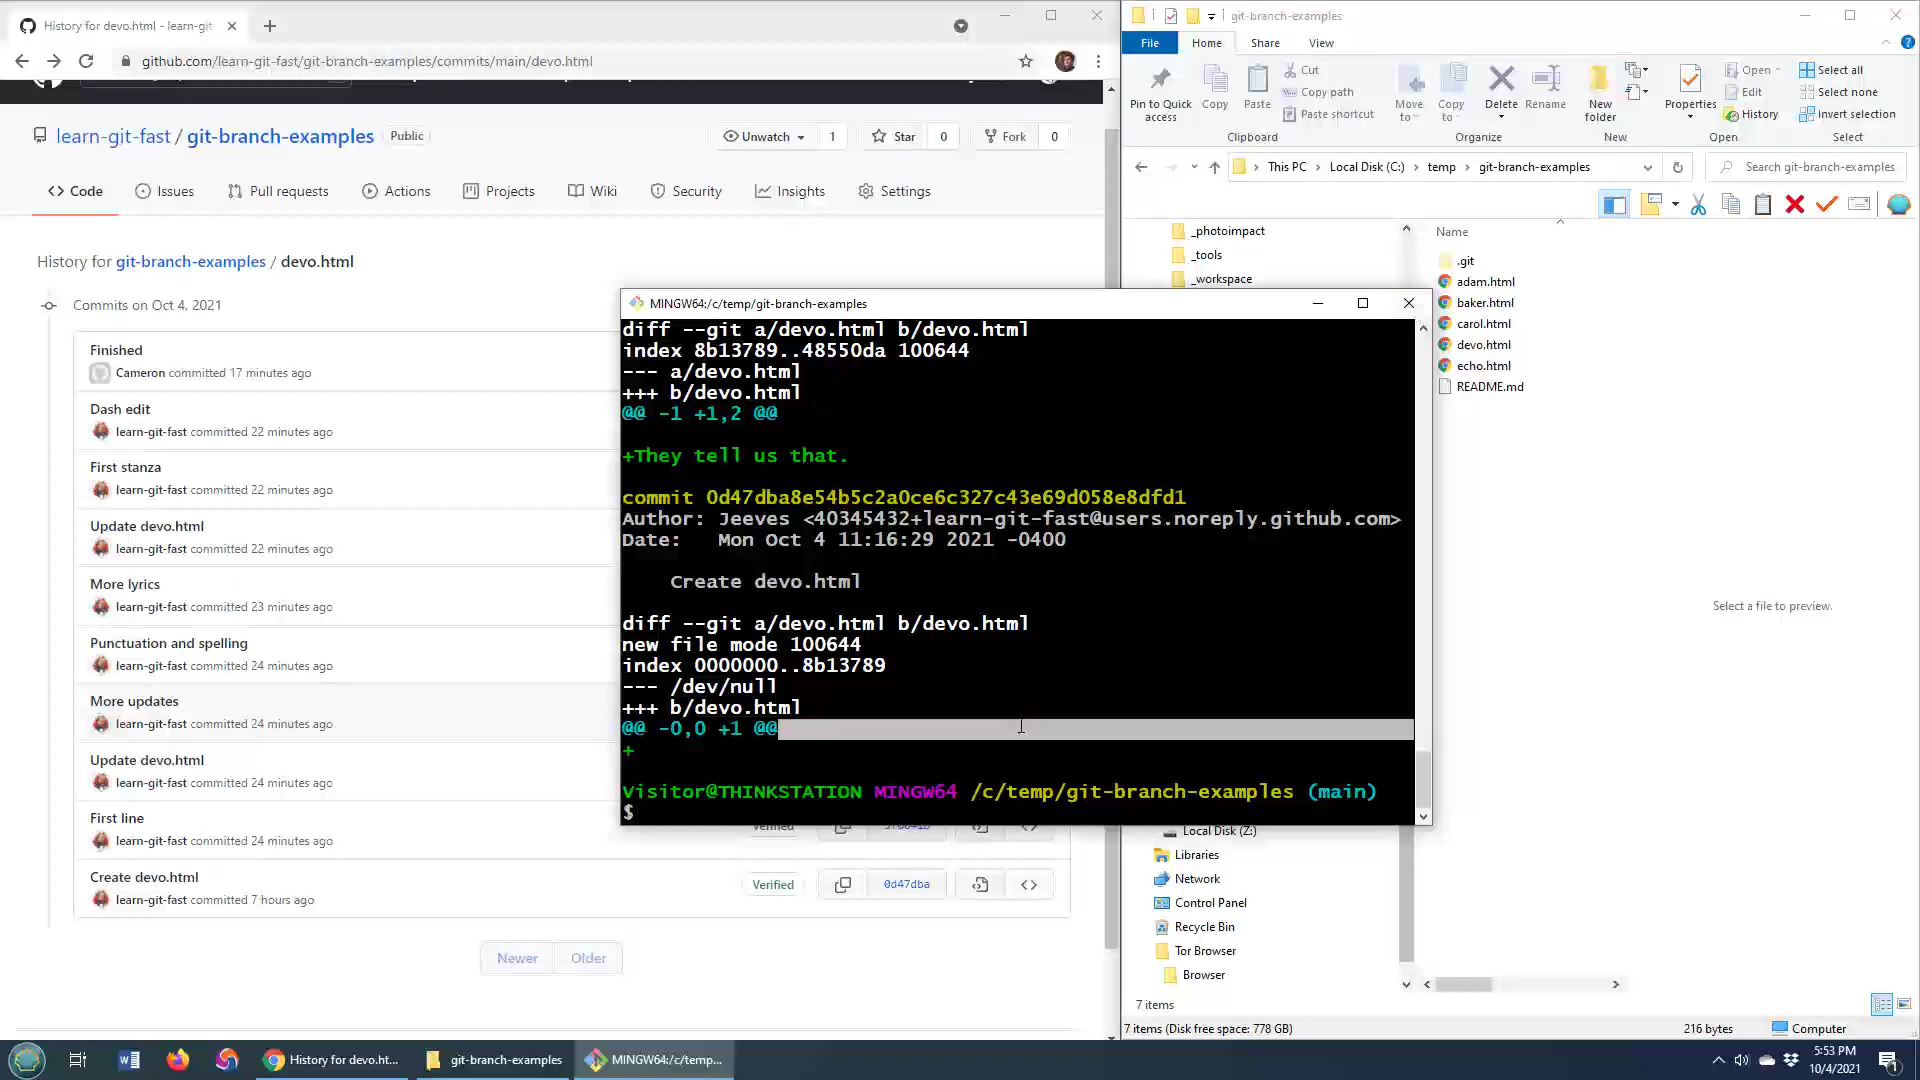 History for devo.html - learn-git
github.com/learn-git-fast/git-branch-examples/commits/main/devo.html
learn-git-fast / git-branch-examples Public
Unwatch 1 Star 0 Fork 0
Code Issues Pull requests Actions Projects Wiki Security Insights Settings
History for git-branch-examples / devo.html
Commits on Oct 4, 2021
Finished
Cameron committed 17 minutes ago
Dash edit
learn-git-fast committed 22 minutes ago
First stanza
learn-git-fast committed 22 minutes ago
Update devo.html
learn-git-fast committed 22 minutes ago
More lyrics
learn-git-fast committed 23 minutes ago
Punctuation and spelling
learn-git-fast committed 24 minutes ago
More updates
learn-git-fast committed 24 minutes ago
Update devo.html
learn-git-fast committed 24 minutes ago
First line
learn-git-fast committed 24 minutes ago
Create devo.html
learn-git-fast committed 7 hours ago
Verified 0d47dba
Newer Older
MINGW64:/c/temp/git-branch-examples
diff --git a/devo.html b/devo.html
index 8b13789..48550da 100644
--- a/devo.html
+++ b/devo.html
@@ -1 +1,2 @@
+They tell us that.
commit 0d47dba8e54b5c2a0ce6c327c43e69d058e8dfd1
Author: Jeeves <40345432+learn-git-fast@users.noreply.github.com>
Date: Mon Oct 4 11:16:29 2021 -0400
Create devo.html
diff --git a/devo.html b/devo.html
new file mode 100644
index 0000000..8b13789
--- /dev/null
+++ b/devo.html
@@ -0,0 +1 @@
+
Visitor@THINKSTATION MINGW64 /c/temp/git-branch-examples (main)
$
git-branch-examples
File Home Share View
Pin to Quick access
Copy
Paste
Cut
Copy path
Paste shortcut
Move to
Copy to
Delete
Rename
New folder
Properties
Open
Edit
History
Select all
Select none
Invert selection
Clipboard Organize New Open Select
This PC Local Disk (C:) temp git-branch-examples
Search git-branch-examples
_photoimpact
_tools
_workspace
Local Disk (Z:)
Libraries
Network
Control Panel
Recycle Bin
Tor Browser
Browser
Name
.git
adam.html
baker.html
carol.html
devo.html
echo.html
README.md
Select a file to preview.
7 items
7 items (Disk free space: 778 GB)
216 bytes
Computer
History for devo.ht...
git-branch-examples
MINGW64:/c/temp...
5:53 PM
10/4/2021
1